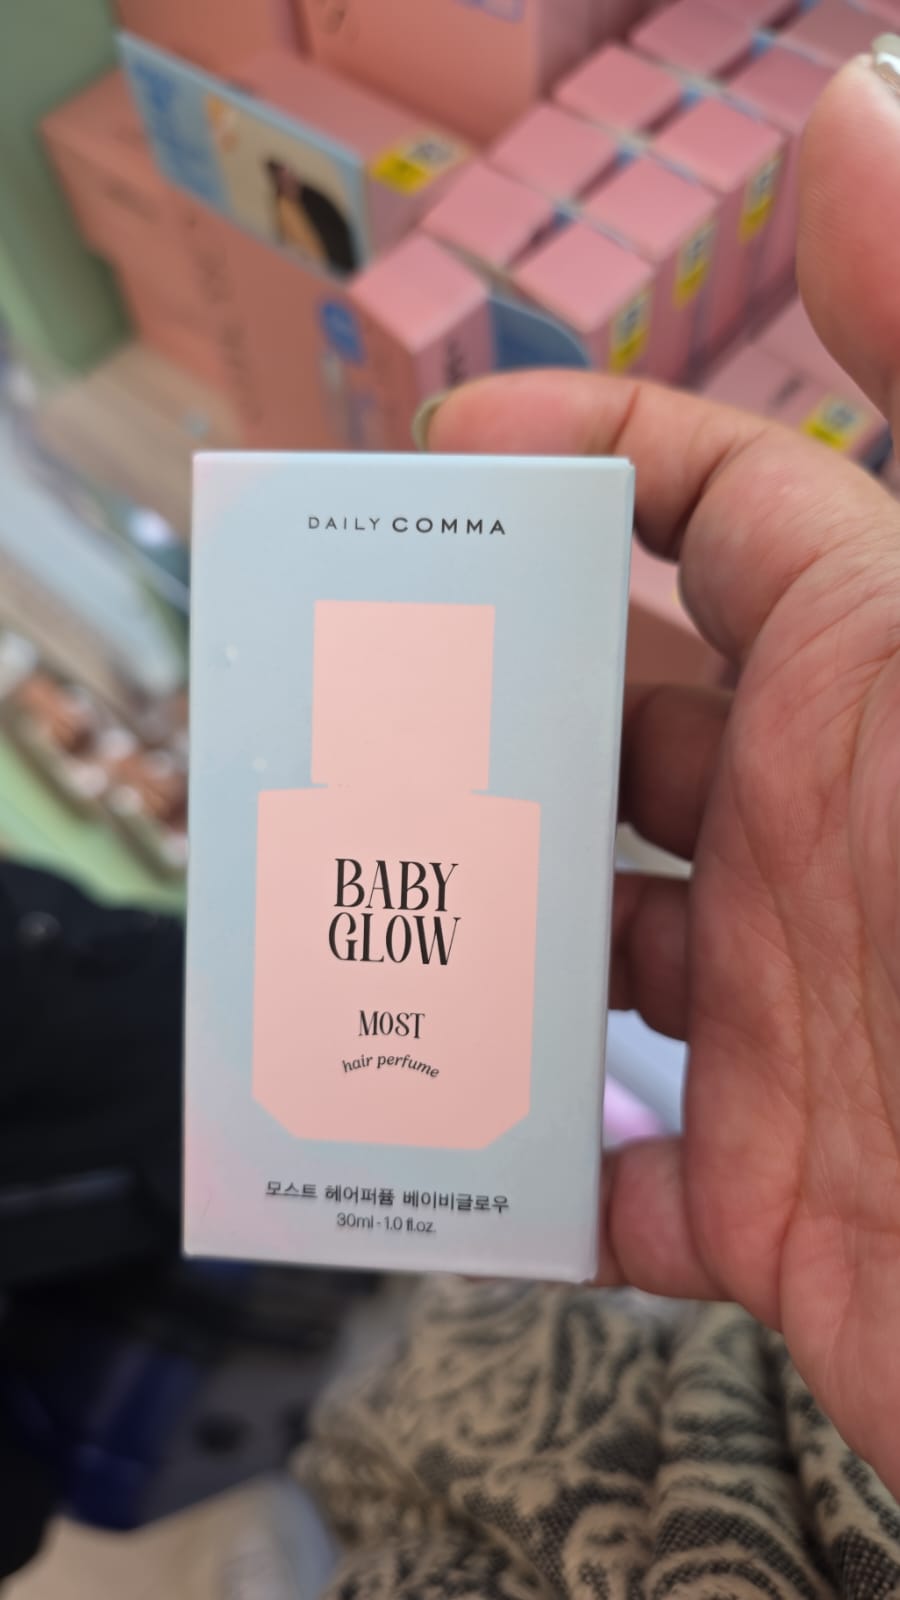 DAILY COMMA
BABY
GLOW
MOST
hair perfume
모스트 헤어퍼퓸 베이비글로우
30ml - 1.0 fl.oz.